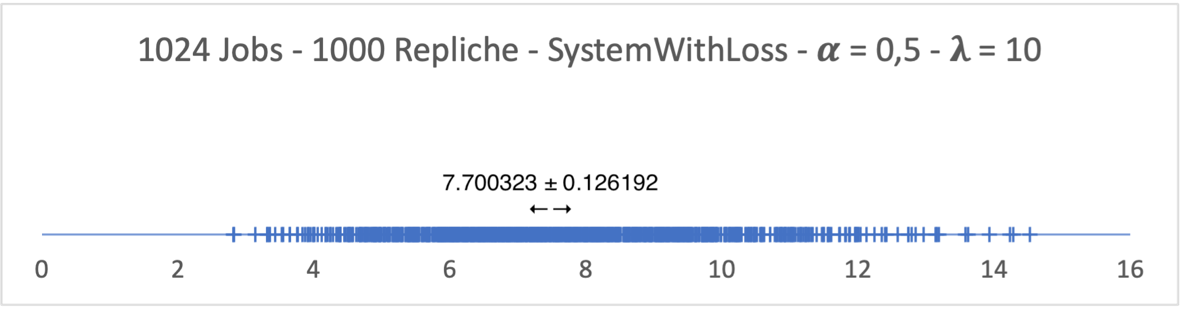 1024 Jobs - 1000 Repliche - SystemWithLoss - α = 0,5 - λ = 10
7.700323 ± 0.126192
0 2 4 6 8 10 12 14 16